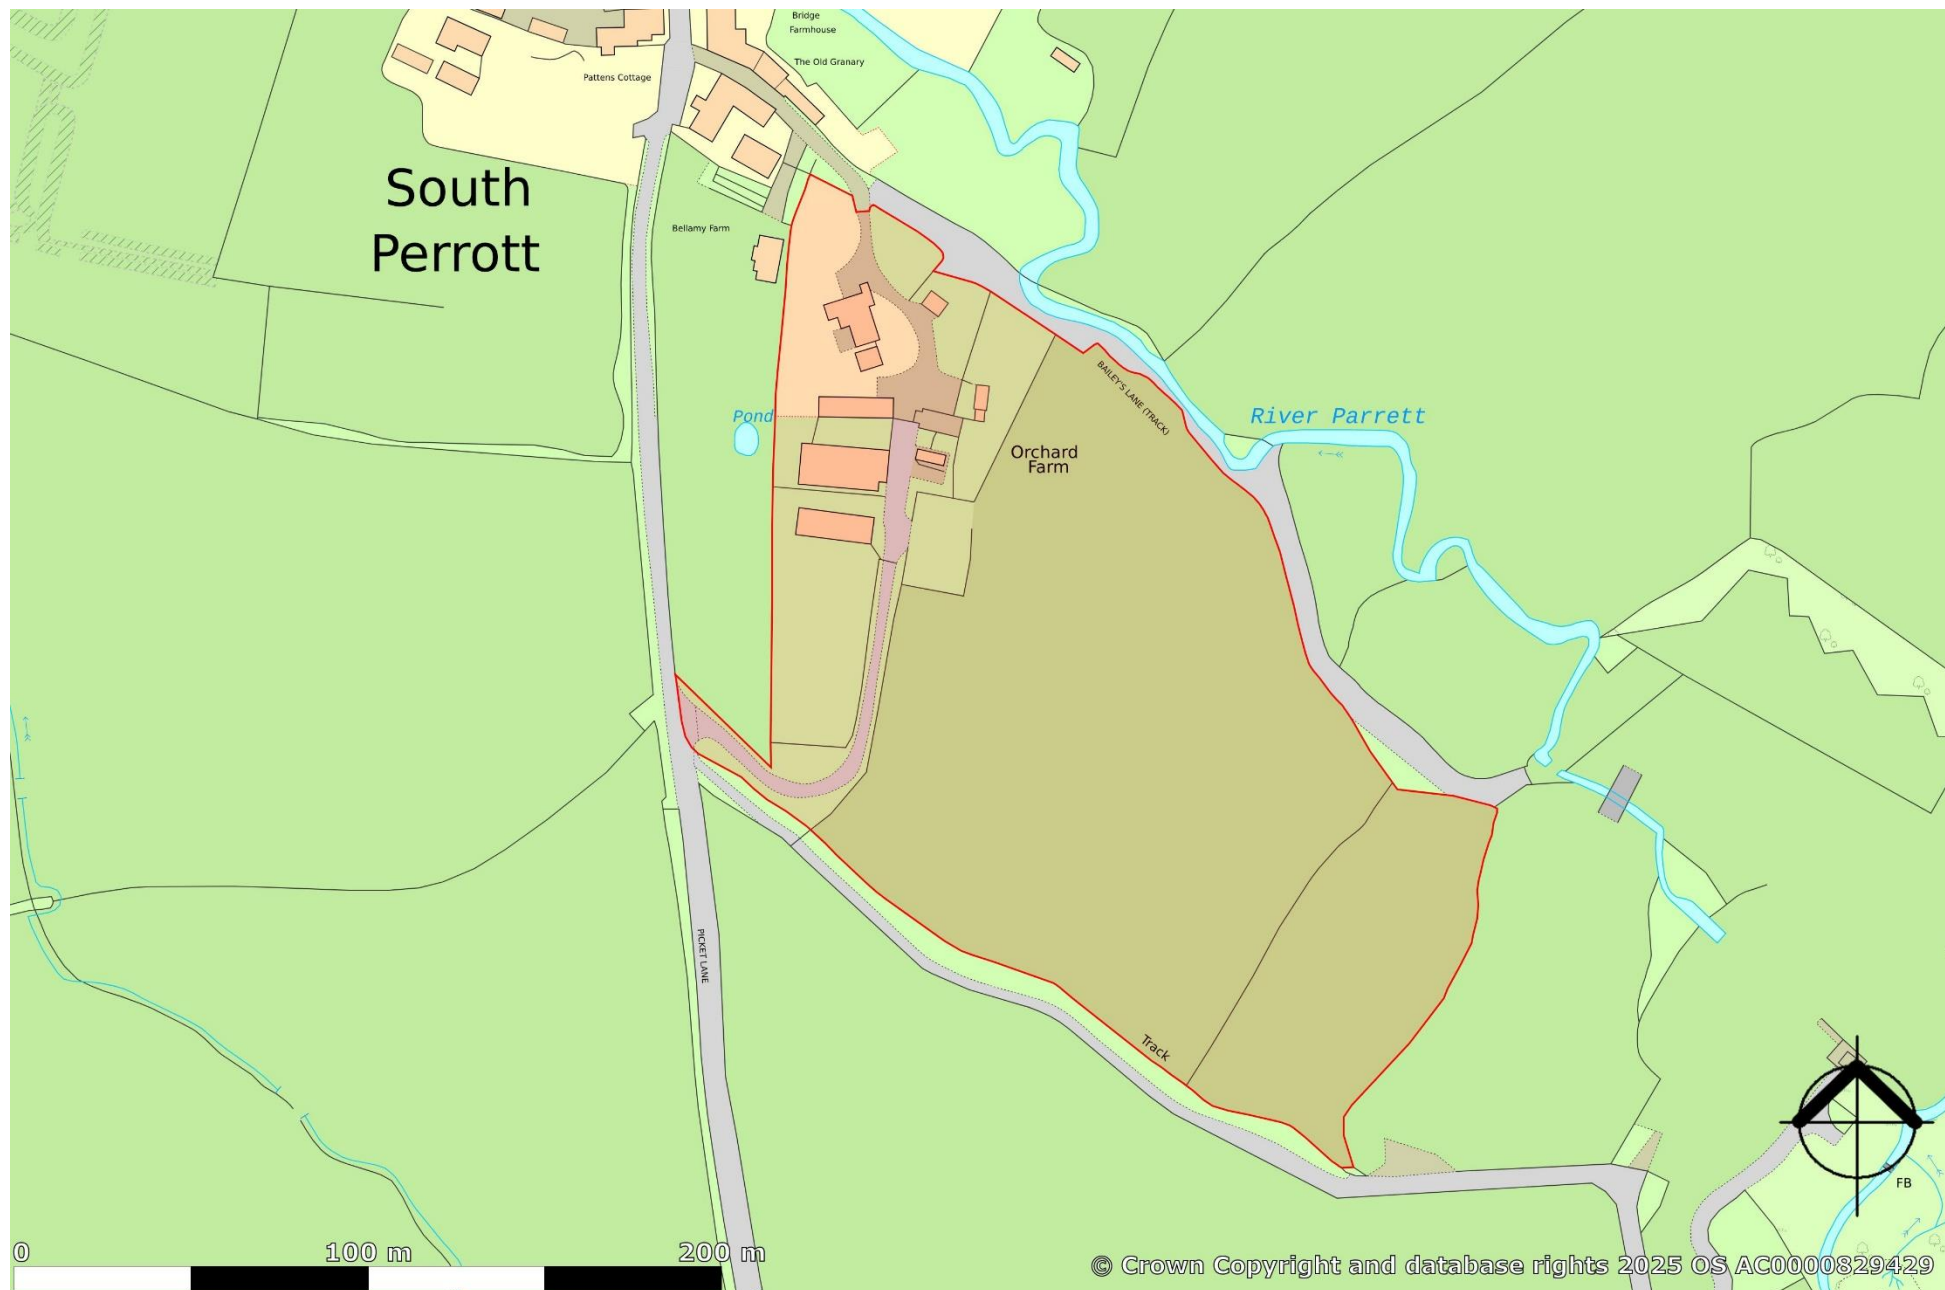 Bridge
Farmhouse
The Old Granary
Pattens Cottage
South
Perrott
Bellamy Farm
Pond
BAILEY'S LANE (TRACK)
River Parrett
Orchard
Farm
PICKET LANE
Track
FB
0
100 m
200 m
© Crown Copyright and database rights 2025 OS AC0000829429